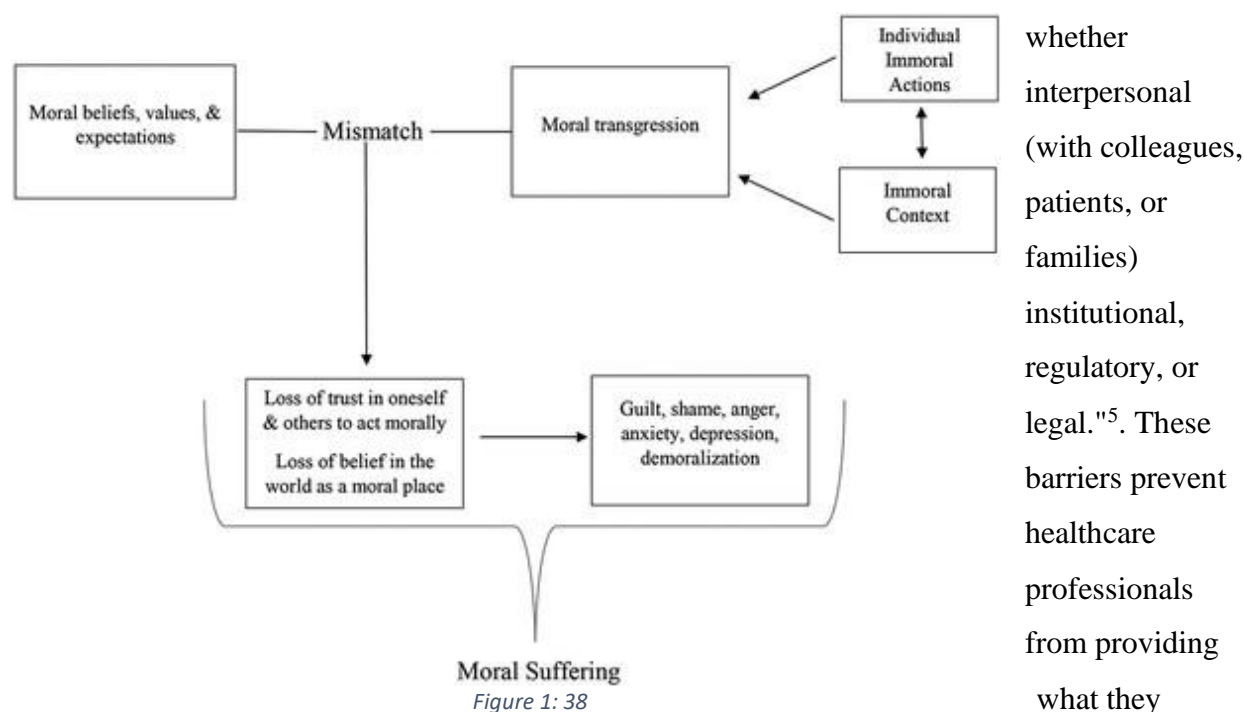 Individual
Immoral
Actions
Moral beliefs, values, &
expectations
Mismatch
Moral transgression
Immoral
Context
Loss of trust in oneself
& others to act morally
Loss of belief in the
world as a moral place
Guilt, shame, anger,
anxiety, depression,
demoralization
Moral Suffering
Figure 1: 38
whether
interpersonal
(with colleagues,
patients, or
families)
institutional,
regulatory, or
legal."⁵. These
barriers prevent
healthcare
professionals
from providing
what they